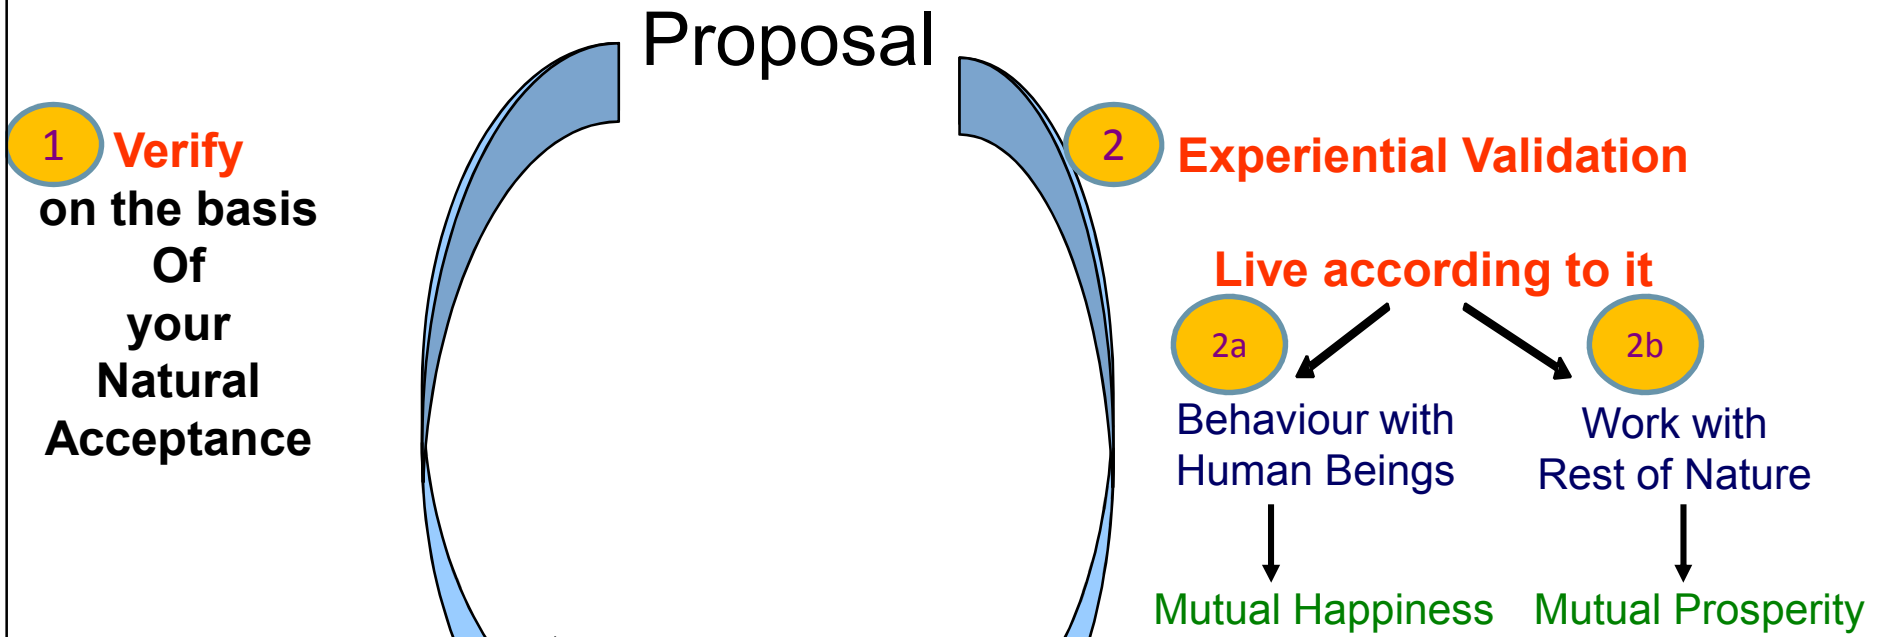 Proposal
1
Verify
on the basis
Of
your
Natural
Acceptance
2
Experiential Validation
Live according to it
2a
2b
Behaviour with
Human Beings
Work with
Rest of Nature
Mutual Happiness
Mutual Prosperity